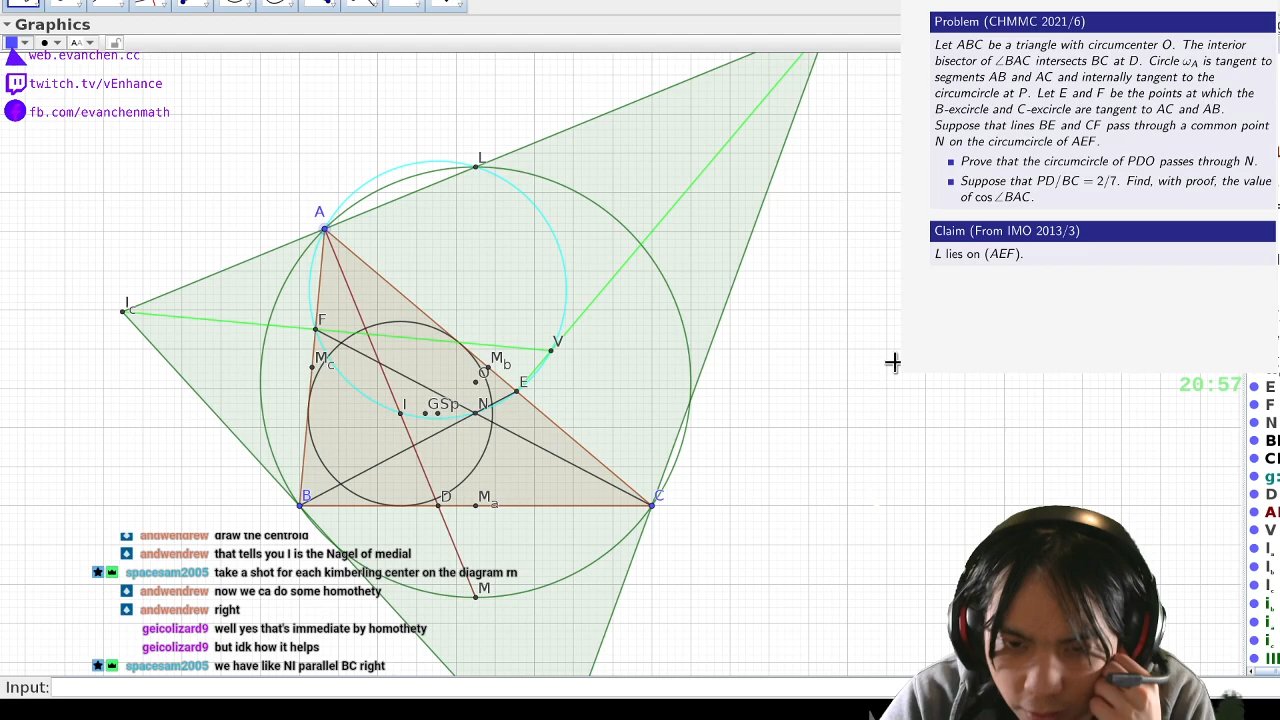 Graphics
web.evanchen.cc
twitch.tv/vEnhance
fb.com/evanchenmath
Problem (CHMMC 2021/6)
Let ABC be a triangle with circumcenter O. The interior
bisector of ∠BAC intersects BC at D. Circle ω_A is tangent to
segments AB and AC and internally tangent to the
circumcircle at P. Let E and F be the points at which the
B-excircle and C-excircle are tangent to AC and AB.
Suppose that lines BE and CF pass through a common point
N on the circumcircle of AEF.
Prove that the circumcircle of PDO passes through N.
Suppose that PD/BC = 2/7. Find, with proof, the value
of cos ∠BAC.
Claim (From IMO 2013/3)
L lies on (AEF).
L
A
I_c
F
V
M_c
M_b
O
E
I
G
Sp
N
B
D
M_a
C
M
20:57
E
F
N
D
V
andwendrew draw the centroid
andwendrew that tells you I is the Nagel of medial
spacesam2005 take a shot for each kimberling center on the diagram rn
andwendrew now we ca do some homothety
andwendrew right
geicolizard9 well yes that's immediate by homothety
geicolizard9 but idk how it helps
spacesam2005 we have like NI parallel BC right
Input: